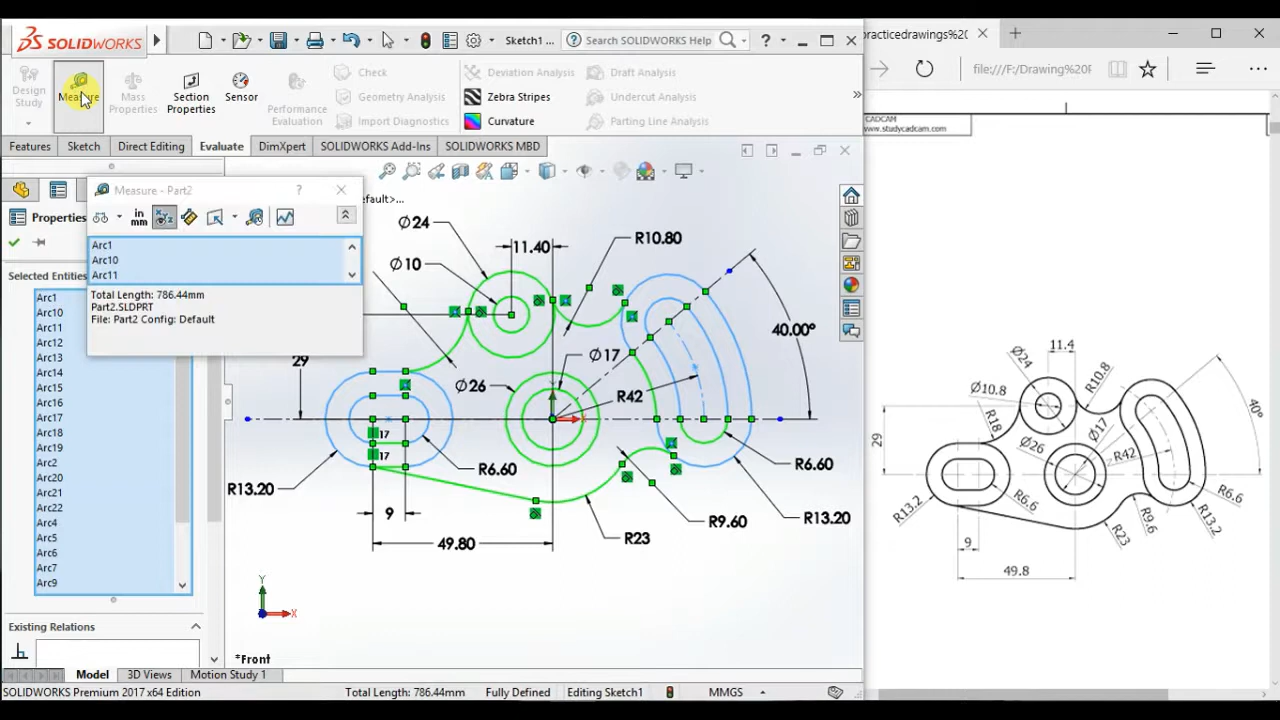 SOLIDWORKS
Sketch1 ...
Search SOLIDWORKS Help
?
practicedrawings%20
file:///F:/Drawing%20F
Design
Study
Measure
Mass
Properties
Section
Properties
Sensor
Performance
Evaluation
Check
Geometry Analysis
Import Diagnostics
Deviation Analysis
Zebra Stripes
Curvature
Draft Analysis
Undercut Analysis
Parting Line Analysis
CADCAM
www.studycadcam.com
Features
Sketch
Direct Editing
Evaluate
DimXpert
SOLIDWORKS Add-Ins
SOLIDWORKS MBD
Properties
Measure - Part2
?
in
mm
Arc1
Arc10
Arc11
Total Length: 786.44mm
Part2.SLDPRT
File: Part2 Config: Default
Selected Entities
Arc1
Arc10
Arc11
Arc12
Arc13
Arc14
Arc15
Arc16
Arc17
Arc18
Arc19
Arc2
Arc20
Arc21
Arc22
Arc4
Arc5
Arc6
Arc7
Arc9
Existing Relations
efault>...
Ø24
11.40
R10.80
Ø10
40.00°
29
Ø17
Ø26
R42
17
17
R6.60
R6.60
R13.20
9
R9.60
R13.20
R23
49.80
Y
X
*Front
11.4
Ø24
R10.8
Ø10.8
40°
R18
Ø17
29
Ø26
R42
R6.6
R6.6
R13.2
R9.6
R13.2
R23
9
49.8
Model
3D Views
Motion Study 1
SOLIDWORKS Premium 2017 x64 Edition
Total Length: 786.44mm
Fully Defined
Editing Sketch1
MMGS